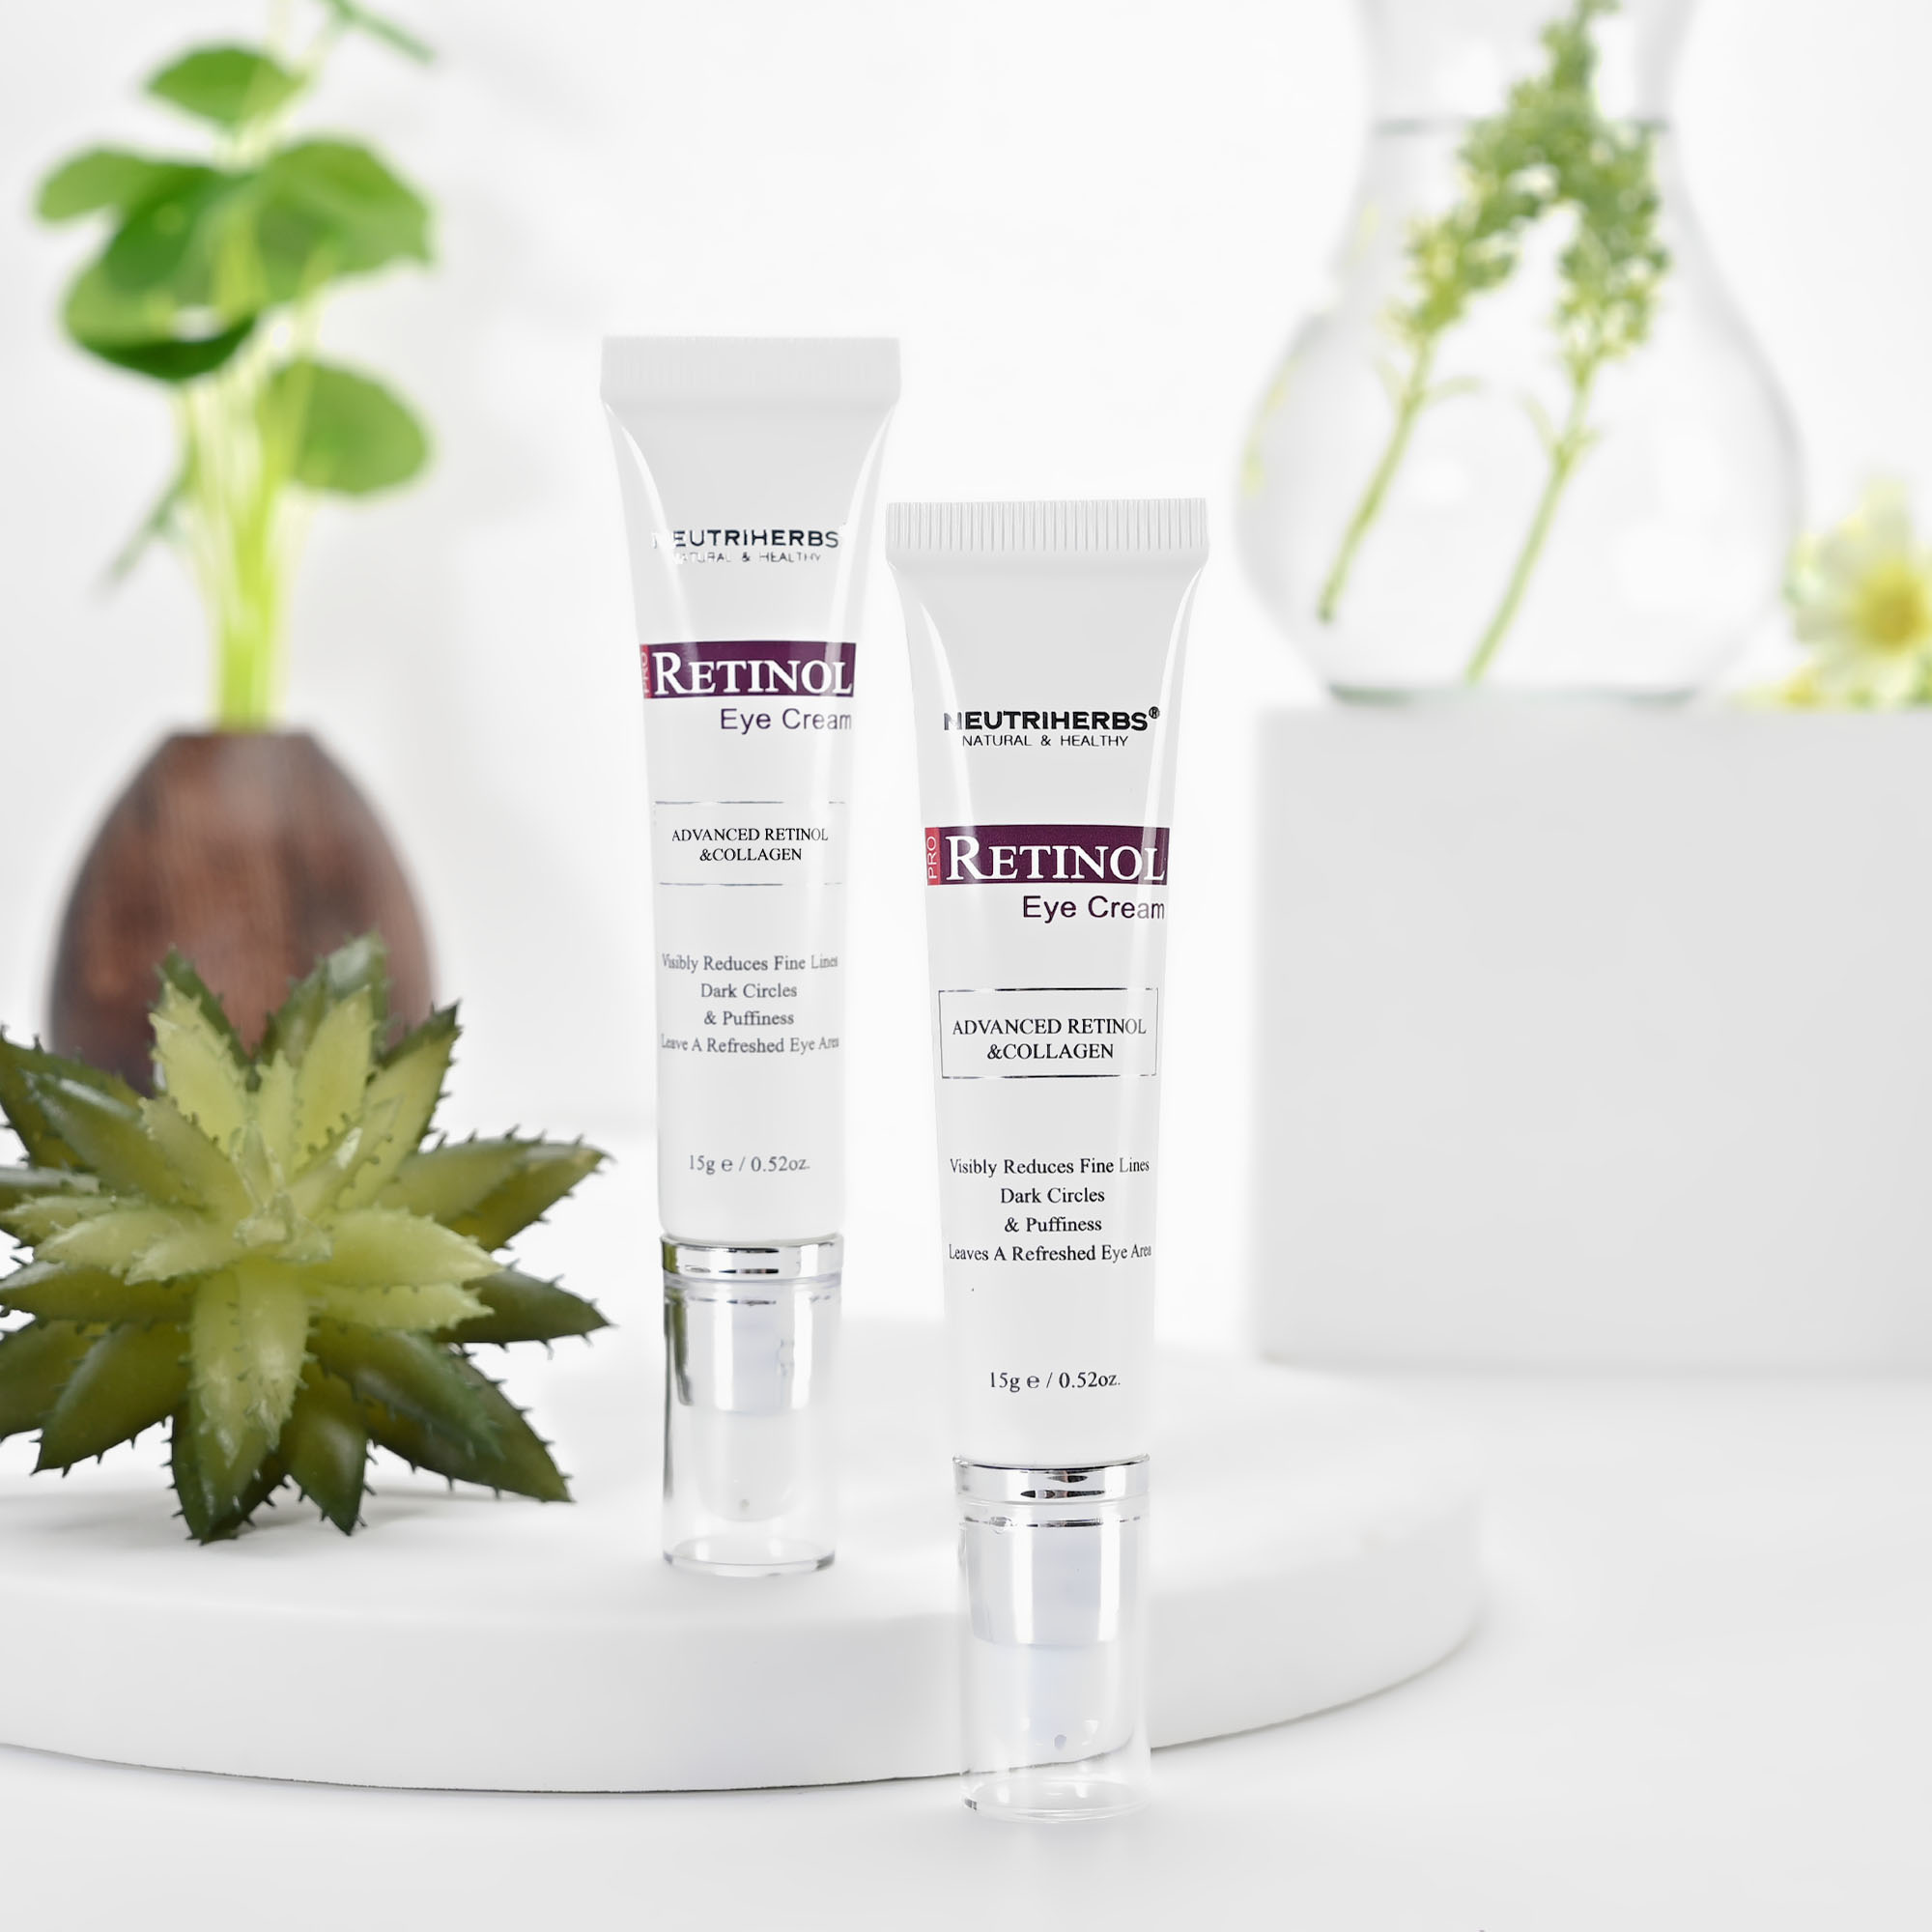 NEUTRIHERBS
NATURAL & HEALTHY
PRO
RETINOL
Eye Cream
ADVANCED RETINOL
&COLLAGEN
Visibly Reduces Fine Lines
Dark Circles
& Puffiness
Leave A Refreshed Eye Area
15g e / 0.52oz.
NEUTRIHERBS®
NATURAL & HEALTHY
PRO
RETINOL
Eye Cream
ADVANCED RETINOL
&COLLAGEN
Visibly Reduces Fine Lines
Dark Circles
& Puffiness
Leaves A Refreshed Eye Area
15g e / 0.52oz.